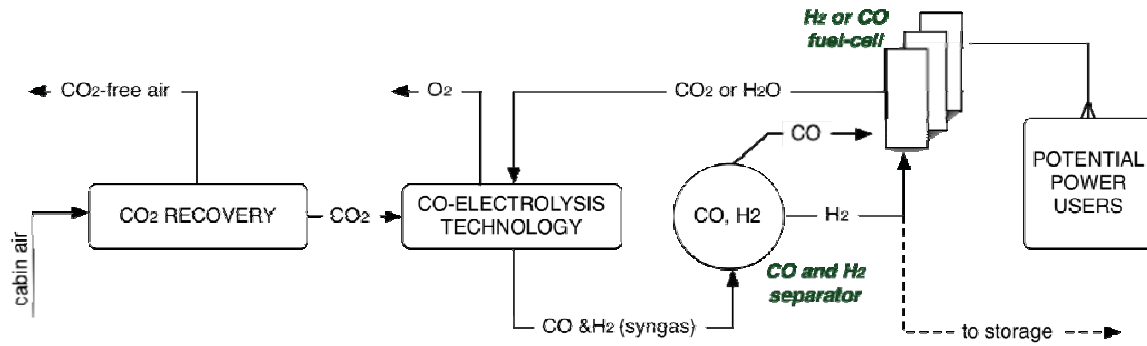 H2 or CO
fuel-cell
CO2-free air
O2
CO2 or H2O
CO
POTENTIAL
POWER
USERS
CO2 RECOVERY
CO2
CO-ELECTROLYSIS
TECHNOLOGY
CO, H2
H2
cabin air
CO and H2
separator
CO &H2 (syngas)
to storage